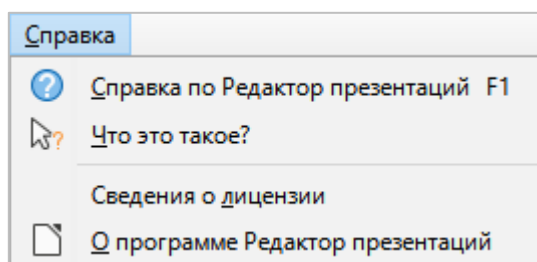 Справка
Справка по Редактор презентаций F1
Что это такое?
Сведения о лицензии
О программе Редактор презентаций